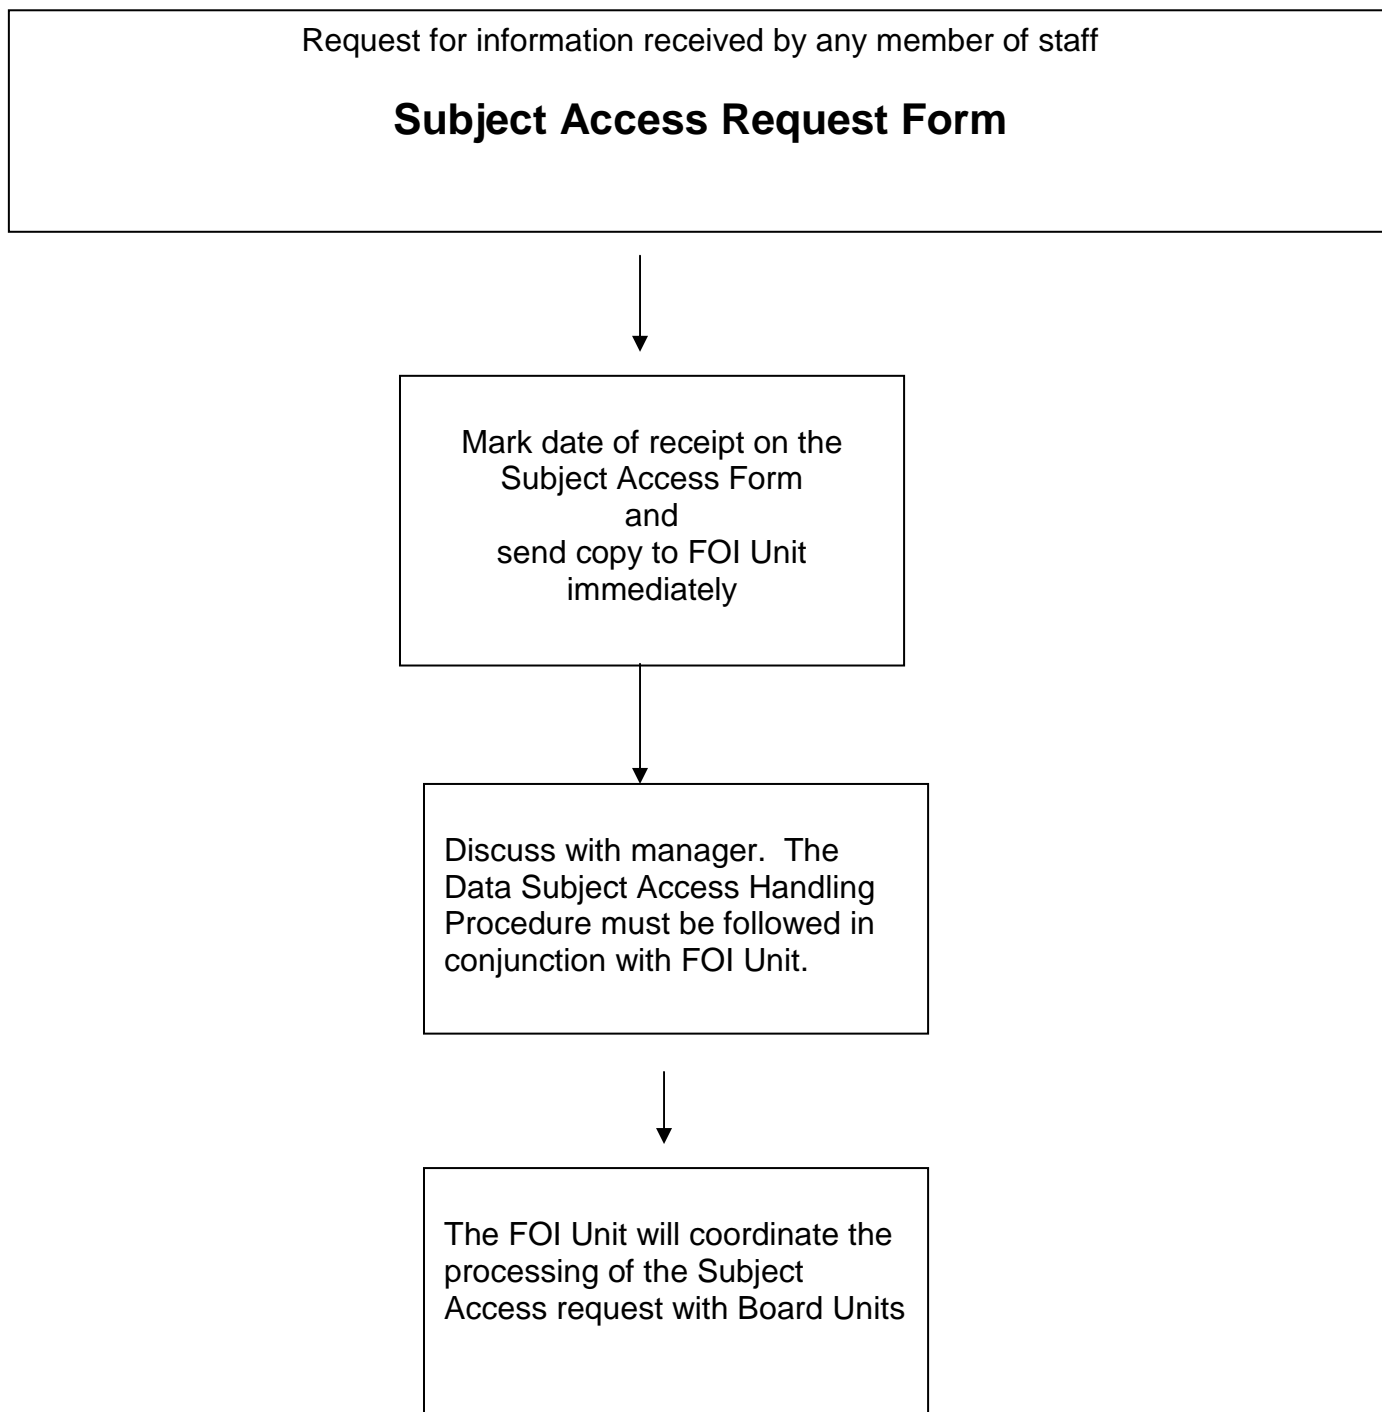 Request for information received by any member of staff
Subject Access Request Form
Mark date of receipt on the
Subject Access Form
and
send copy to FOI Unit
immediately
Discuss with manager.  The
Data Subject Access Handling
Procedure must be followed in
conjunction with FOI Unit.
The FOI Unit will coordinate the
processing of the Subject
Access request with Board Units